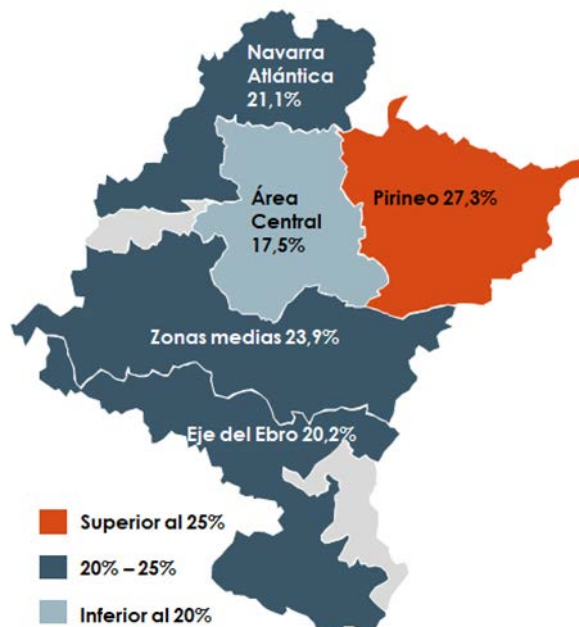 Navarra
Atlántica
21,1%
Pirineo 27,3%
Área
Central
17,5%
Zonas medias 23,9%
Eje del Ebro 20,2%
Superior al 25%
20% – 25%
Inferior al 20%